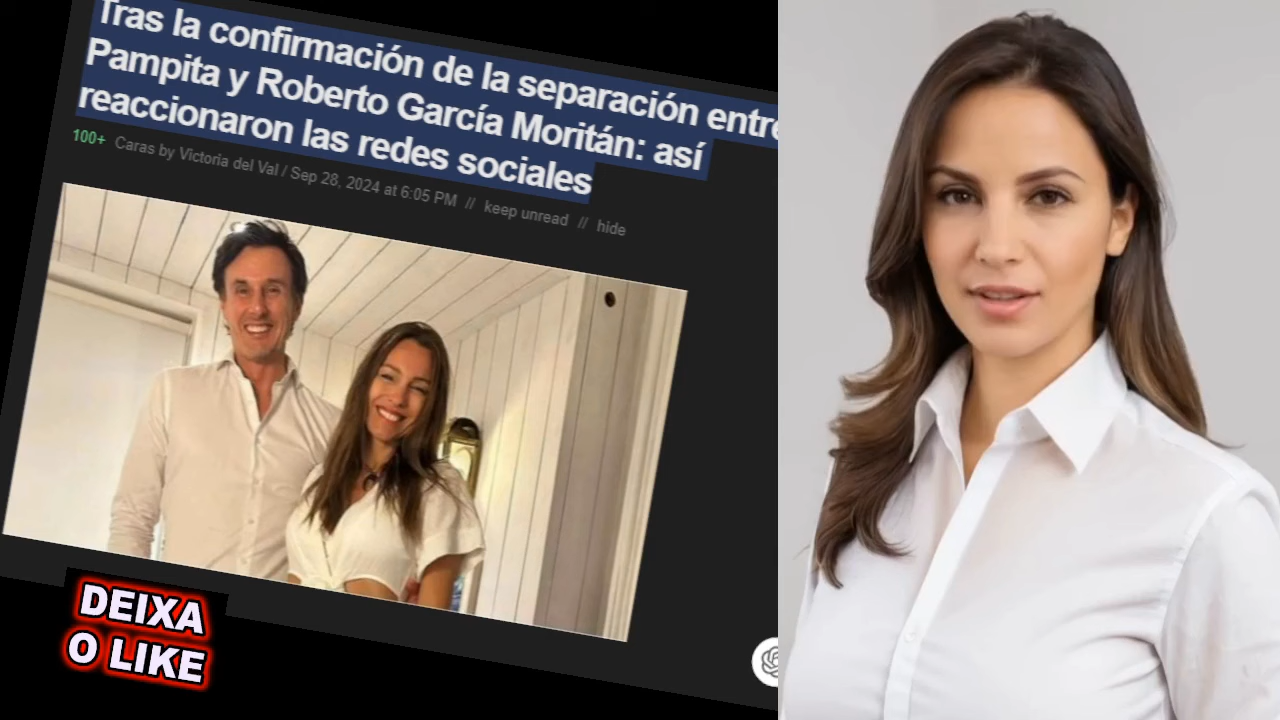 Tras la confirmación de la separación entre
Pampita y Roberto García Moritán: así
reaccionaron las redes sociales
100+ Caras by Victoria del Val / Sep 28, 2024 at 6:05 PM // keep unread // hide
DEIXA
O LIKE